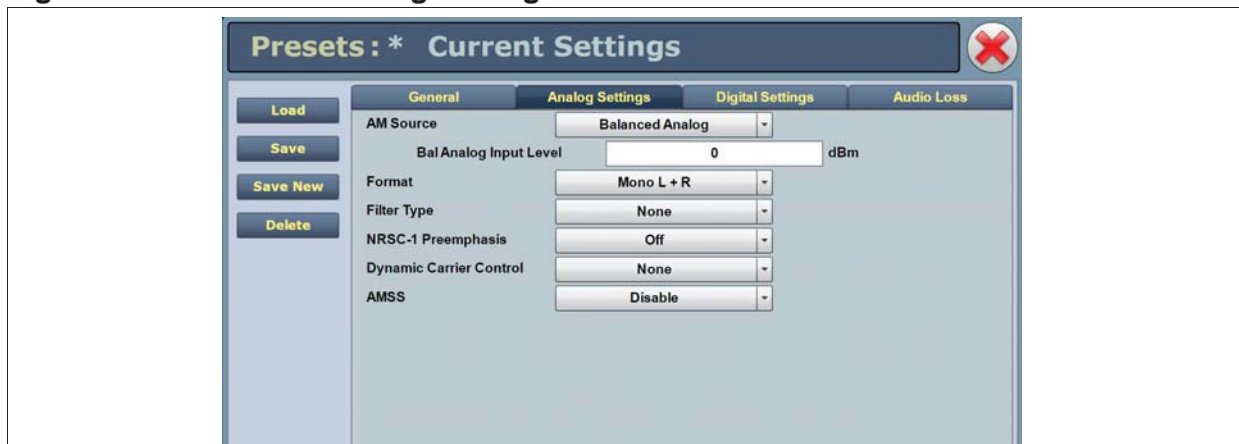 Presets: * Current Settings
Load
Save
Save New
Delete
General Analog Settings Digital Settings Audio Loss
AM Source Balanced Analog
Bal Analog Input Level 0 dBm
Format Mono L + R
Filter Type None
NRSC-1 Preemphasis Off
Dynamic Carrier Control None
AMSS Disable